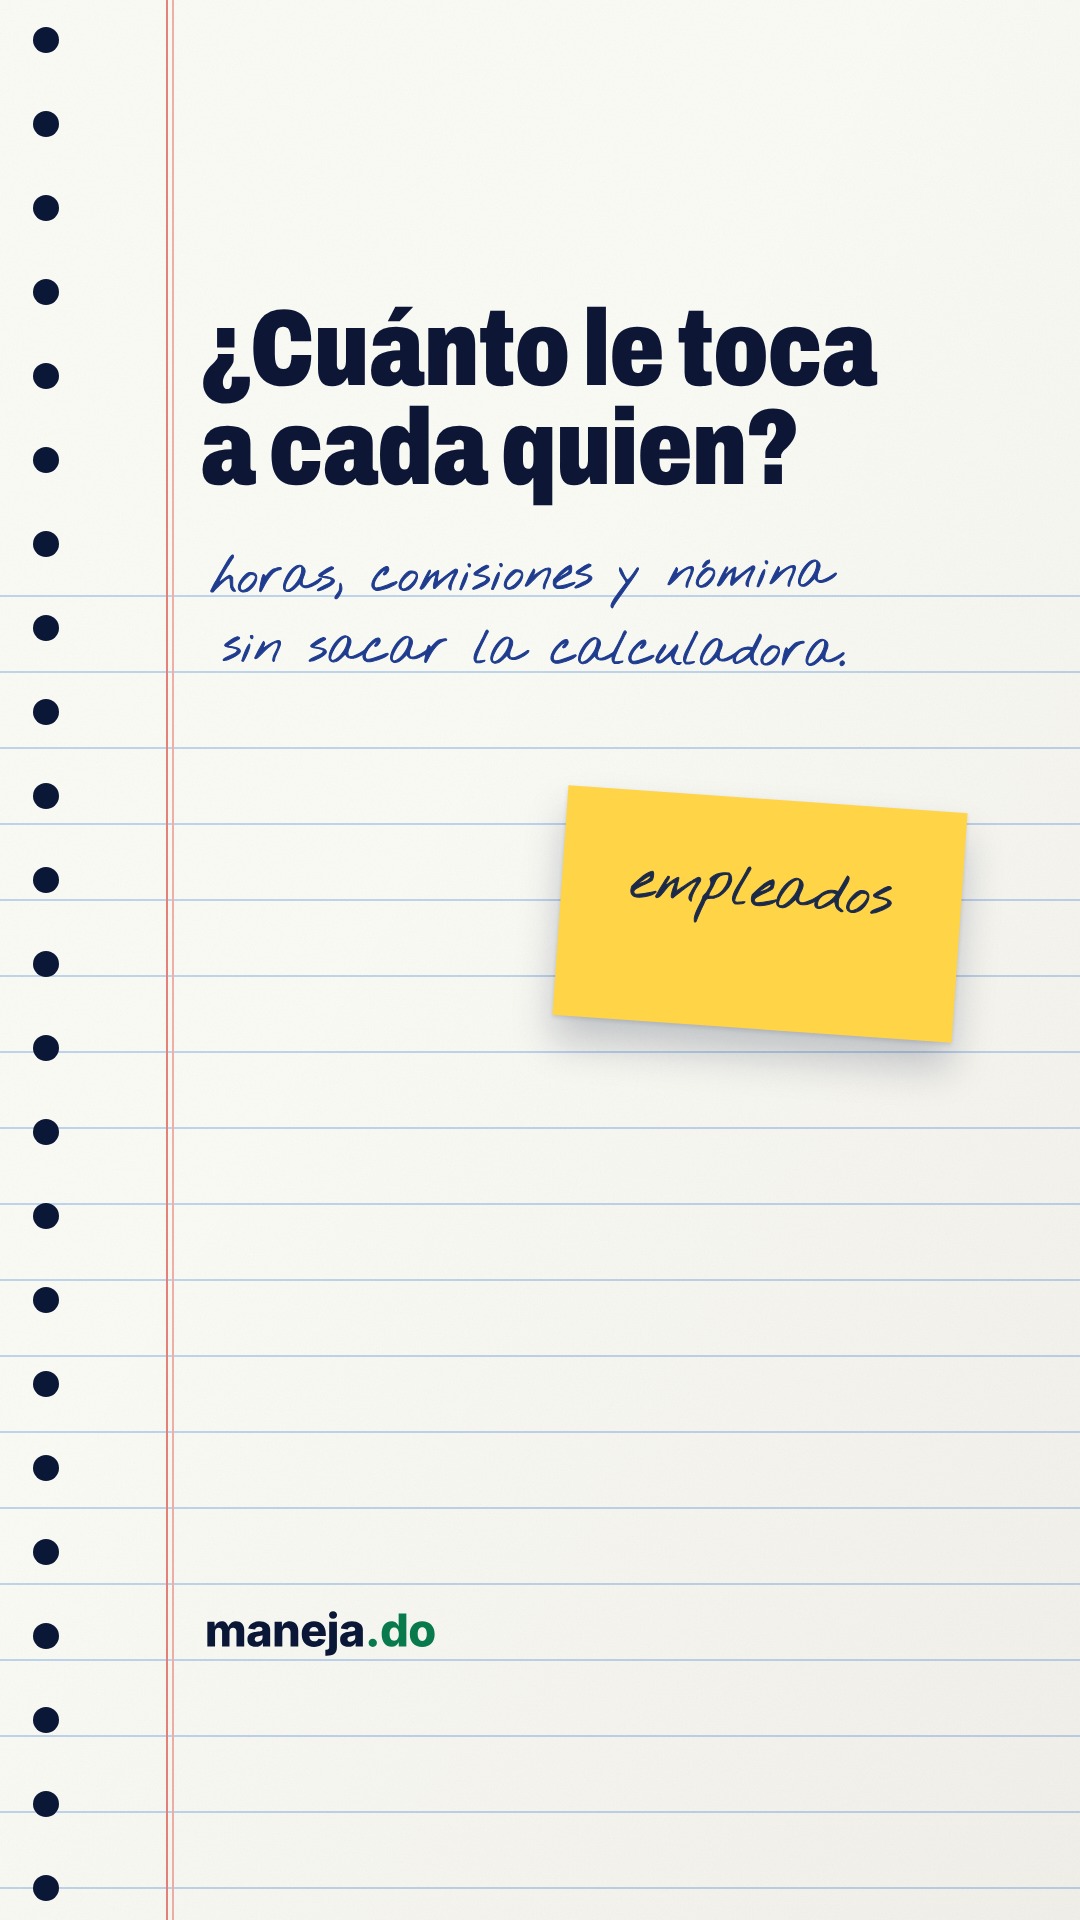 ¿Cuánto le toca
a cada quien?
horas, comisiones y nómina
sin sacar la calculadora.
empleados
maneja.do